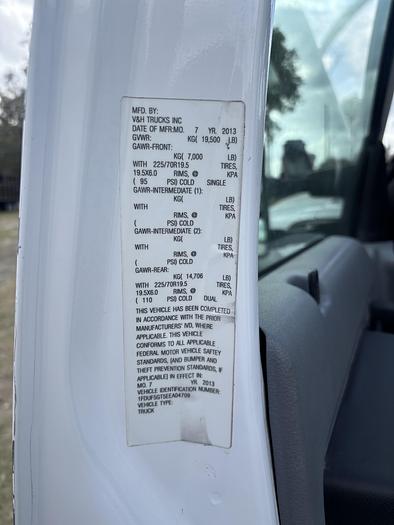 MFD. BY:
V&H TRUCKS INC
DATE OF MFR:MO. 7 YR. 2013
GVWR: KG( 19,500 LB)
GAWR-FRONT:
KG( 7,000 LB)
WITH 225/70R19.5 TIRES,
19.5X6.0 RIMS, @ KPA
( 95 PSI) COLD SINGLE
GAWR-INTERMEDIATE (1):
KG( LB)
WITH TIRES,
RIMS, @ KPA
( PSI) COLD
GAWR-INTERMEDIATE (2):
KG( LB)
WITH TIRES,
RIMS, @ KPA
( PSI) COLD
GAWR-REAR:
KG( 14,706 LB)
WITH 225/70R19.5 TIRES,
19.5X6.0 RIMS, @ KPA
( 110 PSI) COLD DUAL
THIS VEHICLE HAS BEEN COMPLETED
IN ACCORDANCE WITH THE PRIOR
MANUFACTURERS' IVD, WHERE
APPLICABLE. THIS VEHICLE
CONFORMS TO ALL APPLICABLE
FEDERAL MOTOR VEHICLE SAFTEY
STANDARDS, [AND BUMPER AND
THEFT PREVENTION STANDARDS, IF
APPLICABLE] IN EFFECT IN:
MO. 7 YR. 2013
VEHICLE IDENTIFICATION NUMBER:
1FDUF5GT5EEA04709
VEHICLE TYPE:
TRUCK